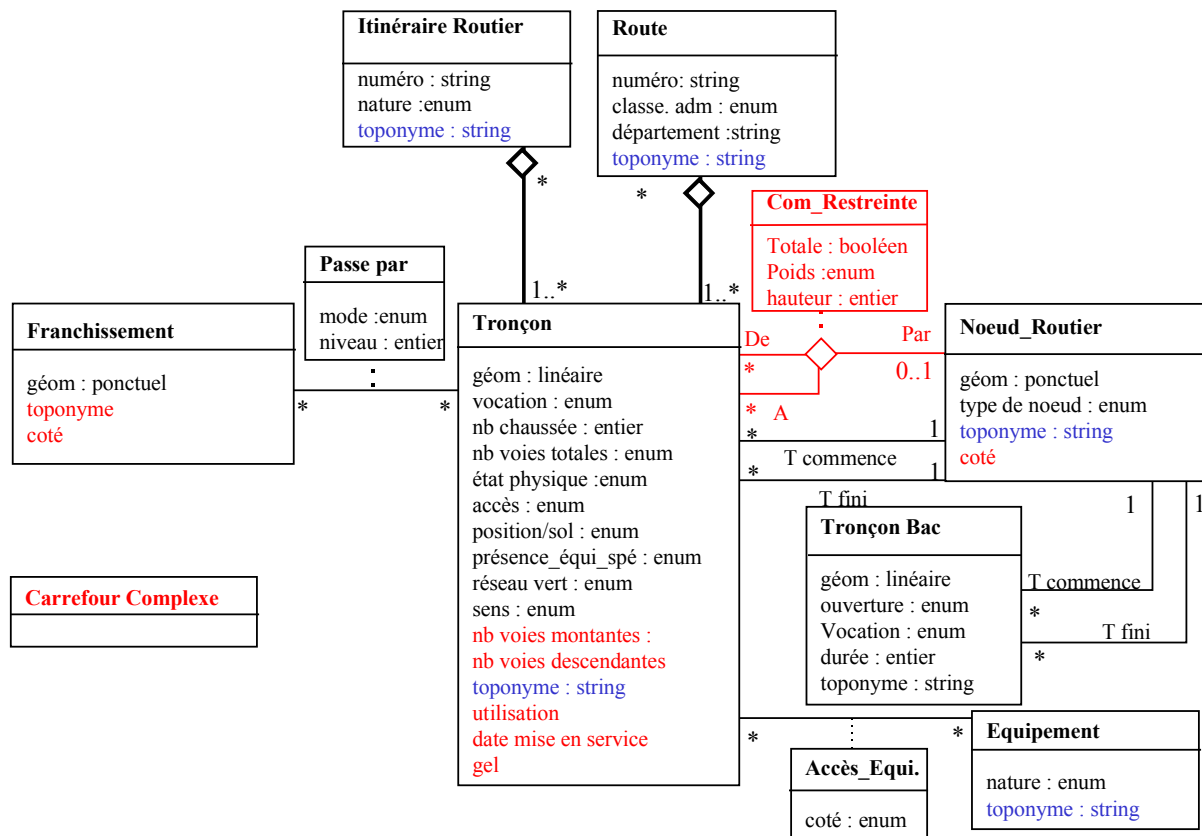 Itinéraire Routier
numéro : string
nature :enum
toponyme : string
*
Route
numéro: string
classe. adm : enum
département :string
toponyme : string
*
Com_Restreinte
Totale : booléen
Poids :enum
hauteur : entier
Passe par
mode :enum
niveau : entier
1..*
1..*
Franchissement
géom : ponctuel
toponyme
coté
*
*
Tronçon
géom : linéaire
vocation : enum
nb chaussée : entier
nb voies totales : enum
état physique :enum
accès : enum
position/sol : enum
présence_équi_spé : enum
réseau vert : enum
sens : enum
nb voies montantes :
nb voies descendantes
toponyme : string
utilisation
date mise en service
gel
De
*
* A
Par
0..1
Noeud_Routier
géom : ponctuel
type de noeud : enum
toponyme : string
coté
*
1
T commence
*
1
T fini
1
1
Tronçon Bac
géom : linéaire
ouverture : enum
Vocation : enum
durée : entier
toponyme : string
T commence
*
T fini
*
Carrefour Complexe
*
*
Accès_Equi.
coté : enum
Equipement
nature : enum
toponyme : string